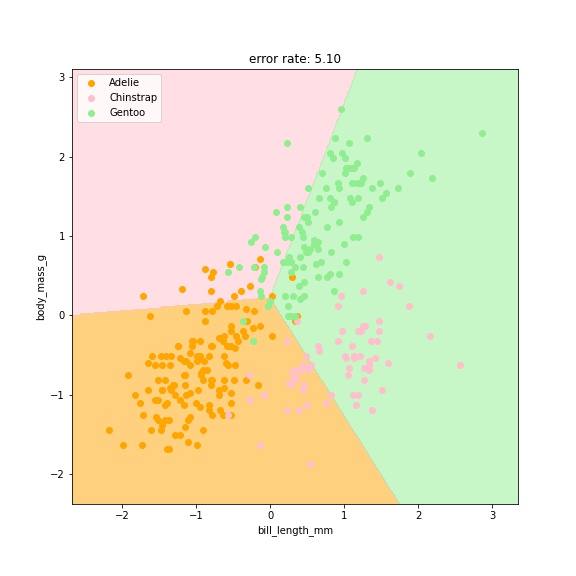 error rate: 5.10
Adelie
Chinstrap
Gentoo
body_mass_g
3
2
1
0
−1
−2
−2
−1
0
1
2
3
bill_length_mm